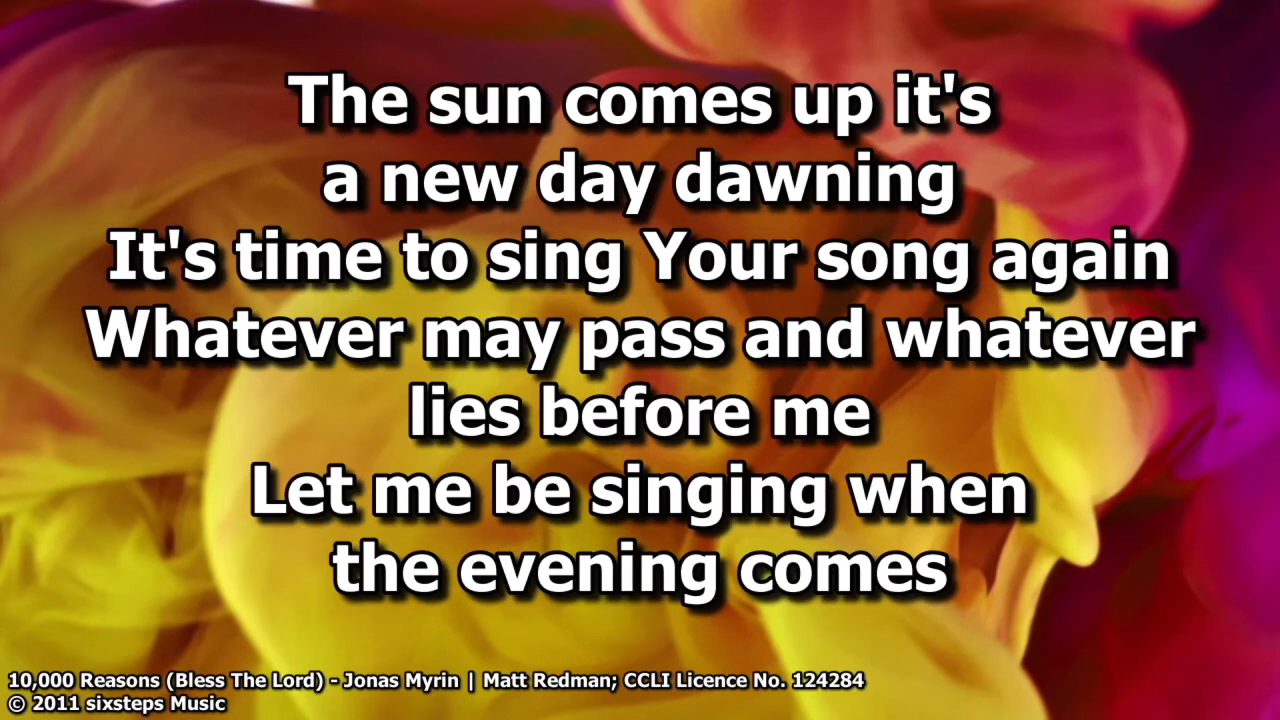 The sun comes up it's
a new day dawning
It's time to sing Your song again
Whatever may pass and whatever
lies before me
Let me be singing when
the evening comes
10,000 Reasons (Bless The Lord) - Jonas Myrin | Matt Redman; CCLI Licence No. 124284
© 2011 sixsteps Music